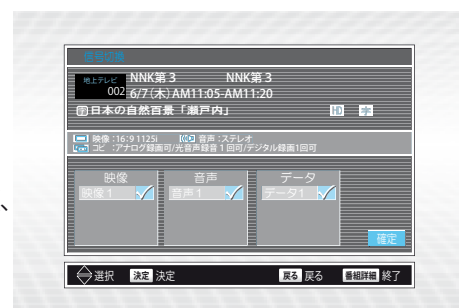 信号切換
地上テレビ NNK第3 NNK第3
002 6/7(木)AM11:05-AM11:20
日本の自然百景「瀬戸内」 HD 字
映像:16:9 1125i 音声:ステレオ
コピー:アナログ録画可/光音声録音1回可/デジタル録画1回可
映像 音声 データ
映像1 音声1 データ1
確定
選択 決定 決定 戻る 戻る 番組詳細 終了
、